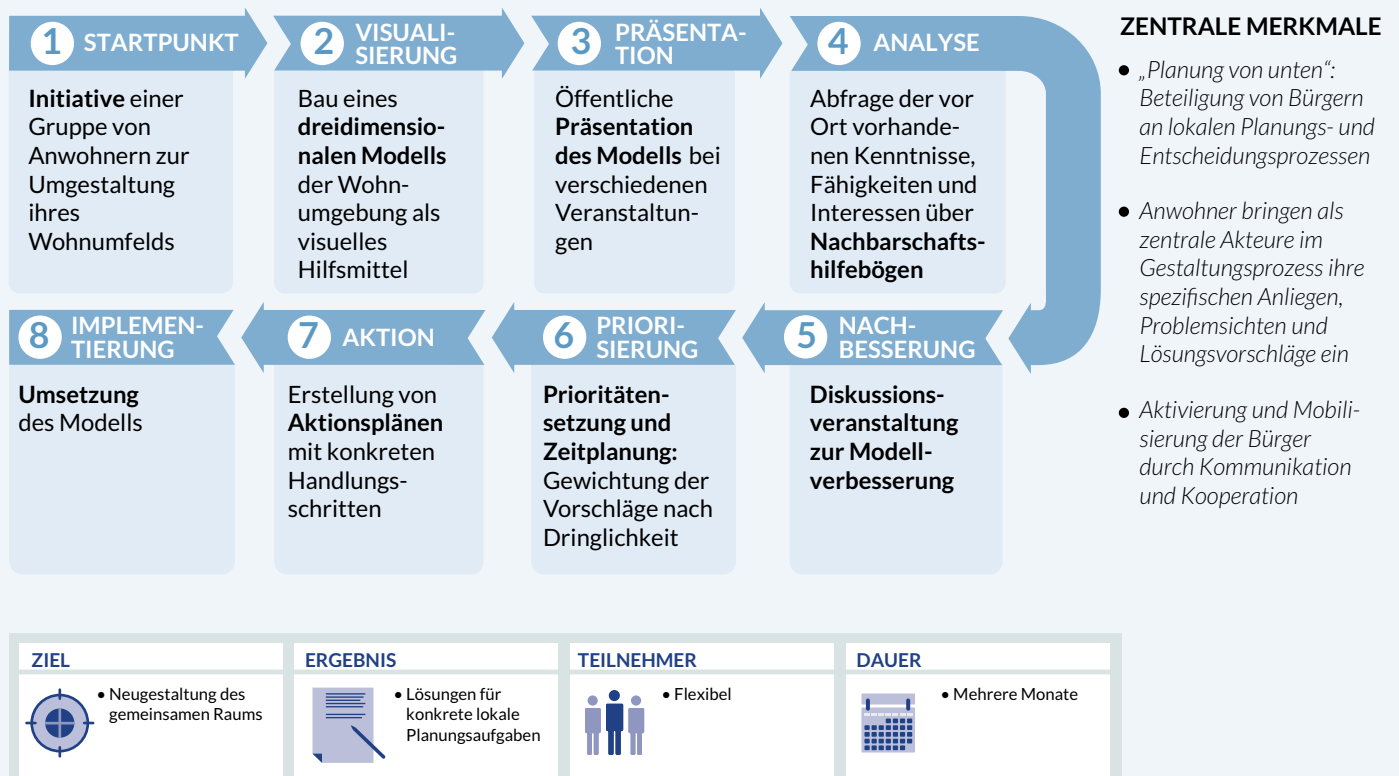 1 STARTPUNKT
Initiative einer
Gruppe von
Anwohnern zur
Umgestaltung
ihres
Wohnumfelds
2 VISUALI-
SIERUNG
Bau eines
dreidimensio-
nalen Modells
der Wohn-
umgebung als
visuelles
Hilfsmittel
3 PRÄSENTA-
TION
Öffentliche
Präsentation
des Modells bei
verschiedenen
Veranstaltun-
gen
4 ANALYSE
Abfrage der vor
Ort vorhande-
nen Kenntnisse,
Fähigkeiten und
Interessen über
Nachbarschafts-
hilfebögen
5 NACH-
BESSERUNG
Diskussions-
veranstaltung
zur Modell-
verbesserung
6 PRIORI-
SIERUNG
Prioritäten-
setzung und
Zeitplanung:
Gewichtung der
Vorschläge nach
Dringlichkeit
7 AKTION
Erstellung von
Aktionsplänen
mit konkreten
Handlungs-
schritten
8 IMPLEMEN-
TIERUNG
Umsetzung
des Modells
ZENTRALE MERKMALE
• „Planung von unten“:
Beteiligung von Bürgern
an lokalen Planungs- und
Entscheidungsprozessen
• Anwohner bringen als
zentrale Akteure im
Gestaltungsprozess ihre
spezifischen Anliegen,
Problemsichten und
Lösungsvorschläge ein
• Aktivierung und Mobili-
sierung der Bürger
durch Kommunikation
und Kooperation
ZIEL
• Neugestaltung des
gemeinsamen Raums
ERGEBNIS
• Lösungen für
konkrete lokale
Planungsaufgaben
TEILNEHMER
• Flexibel
DAUER
• Mehrere Monate